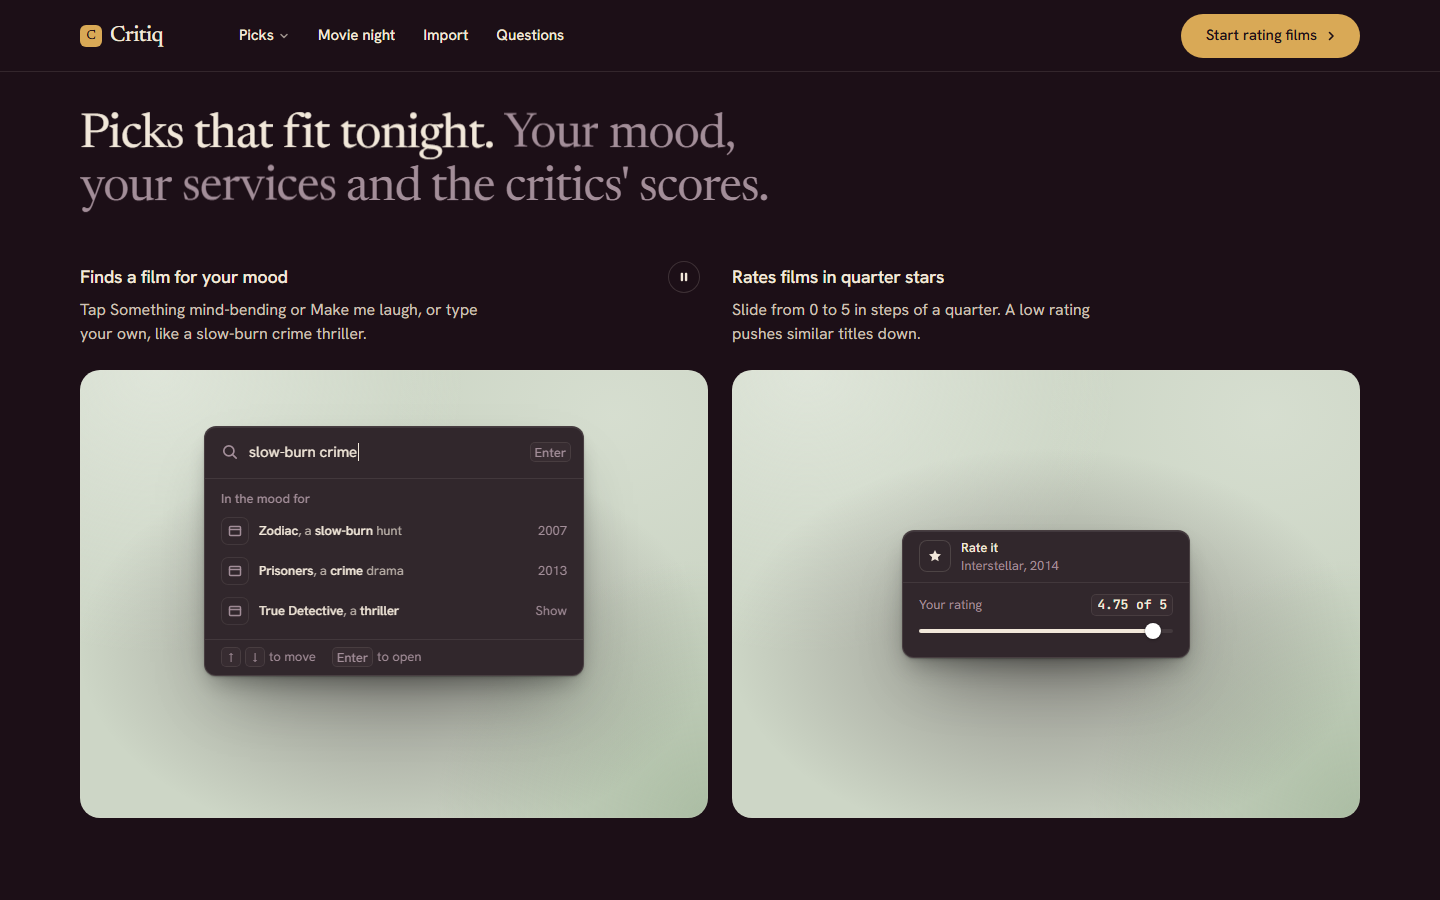 C Critiq
Picks
Movie night
Import
Questions
Start rating films
Picks that fit tonight. Your mood,
your services and the critics' scores.
Finds a film for your mood
Tap Something mind-bending or Make me laugh, or type
your own, like a slow-burn crime thriller.
Rates films in quarter stars
Slide from 0 to 5 in steps of a quarter. A low rating
pushes similar titles down.
slow-burn crime
Enter
In the mood for
Zodiac, a slow-burn hunt
2007
Prisoners, a crime drama
2013
True Detective, a thriller
Show
↑ ↓ to move Enter to open
Rate it
Interstellar, 2014
Your rating
4.75 of 5